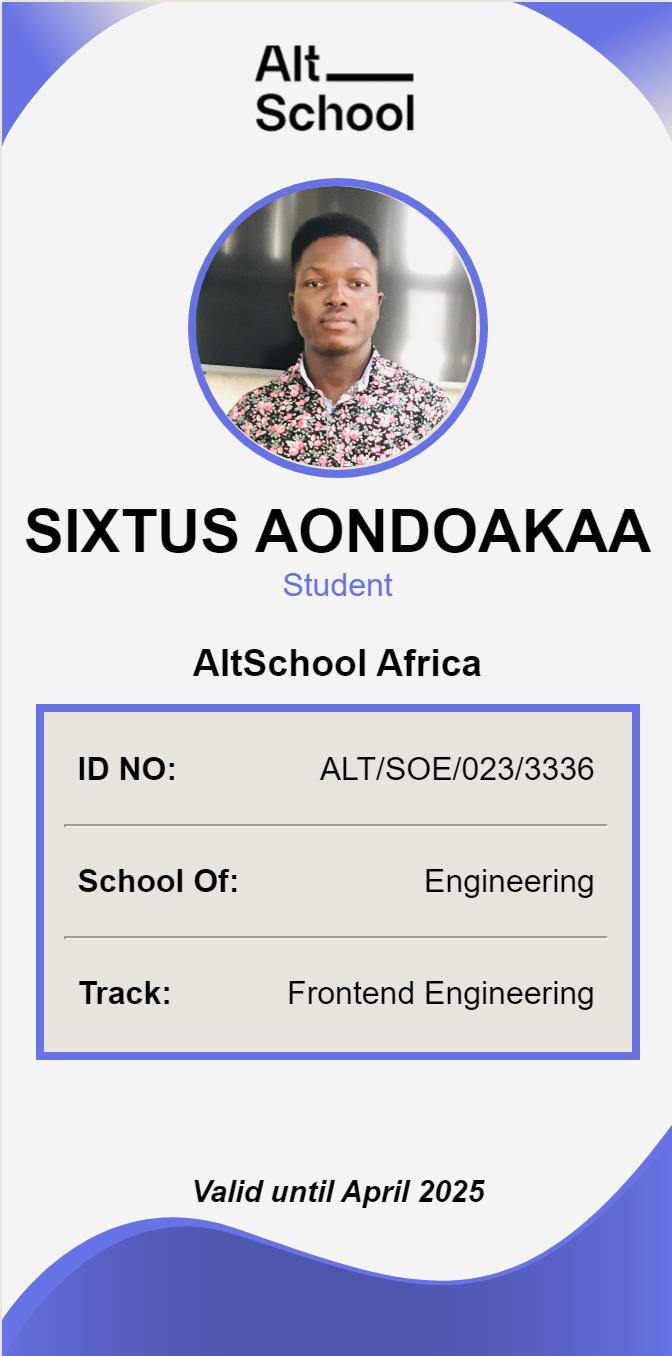 Alt
School
SIXTUS AONDOAKAA
Student
AltSchool Africa
ID NO: ALT/SOE/023/3336
School Of: Engineering
Track: Frontend Engineering
Valid until April 2025